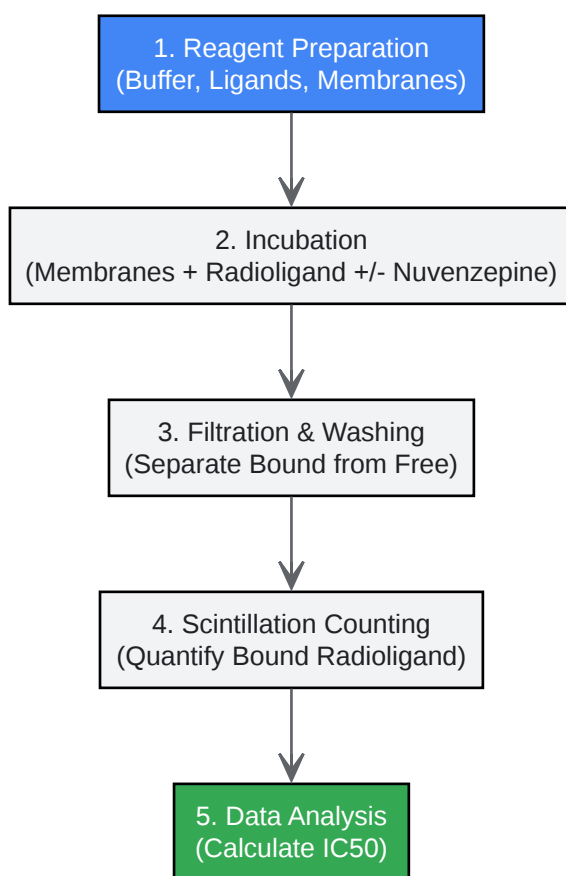 1. Reagent Preparation
(Buffer, Ligands, Membranes)
2. Incubation
(Membranes + Radioligand +/- Nuvenzepine)
3. Filtration & Washing
(Separate Bound from Free)
4. Scintillation Counting
(Quantify Bound Radioligand)
5. Data Analysis
(Calculate IC50)